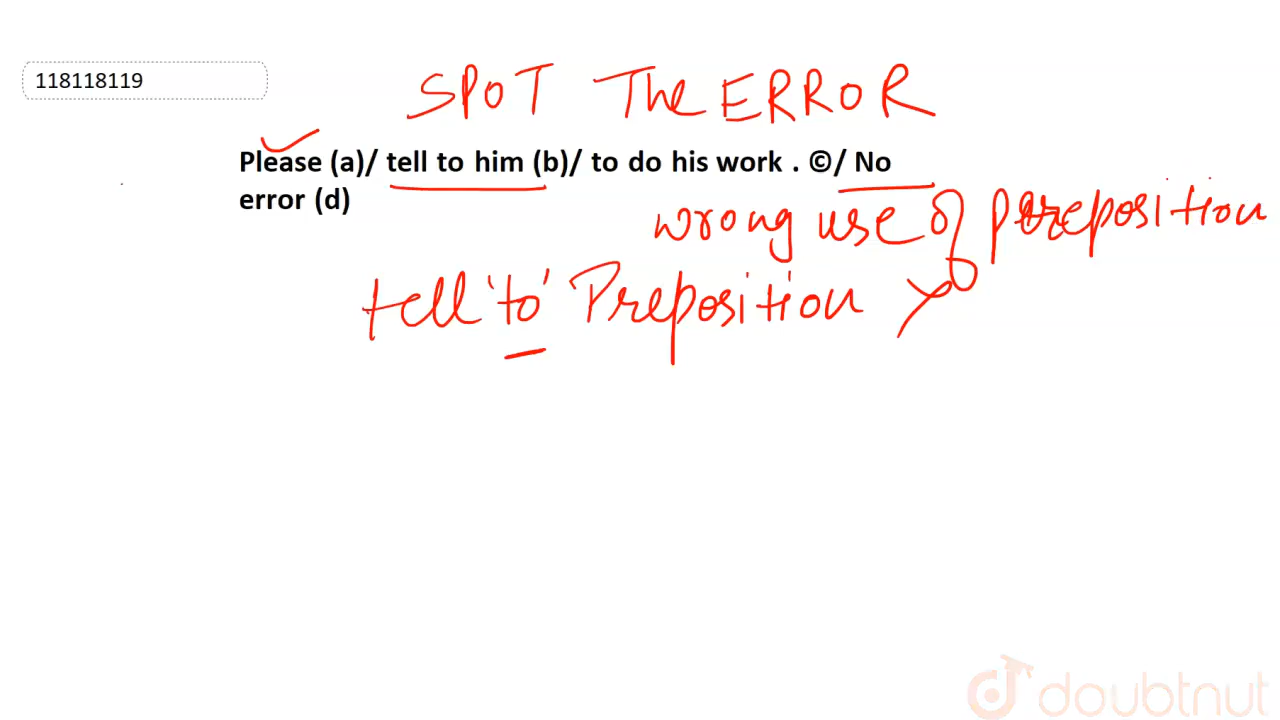 118118119
SPOT The ERROR
Please (a)/ tell to him (b)/ to do his work . ©/ No
error (d)
wrong use of preposition
tell 'to' Preposition
doubtnut